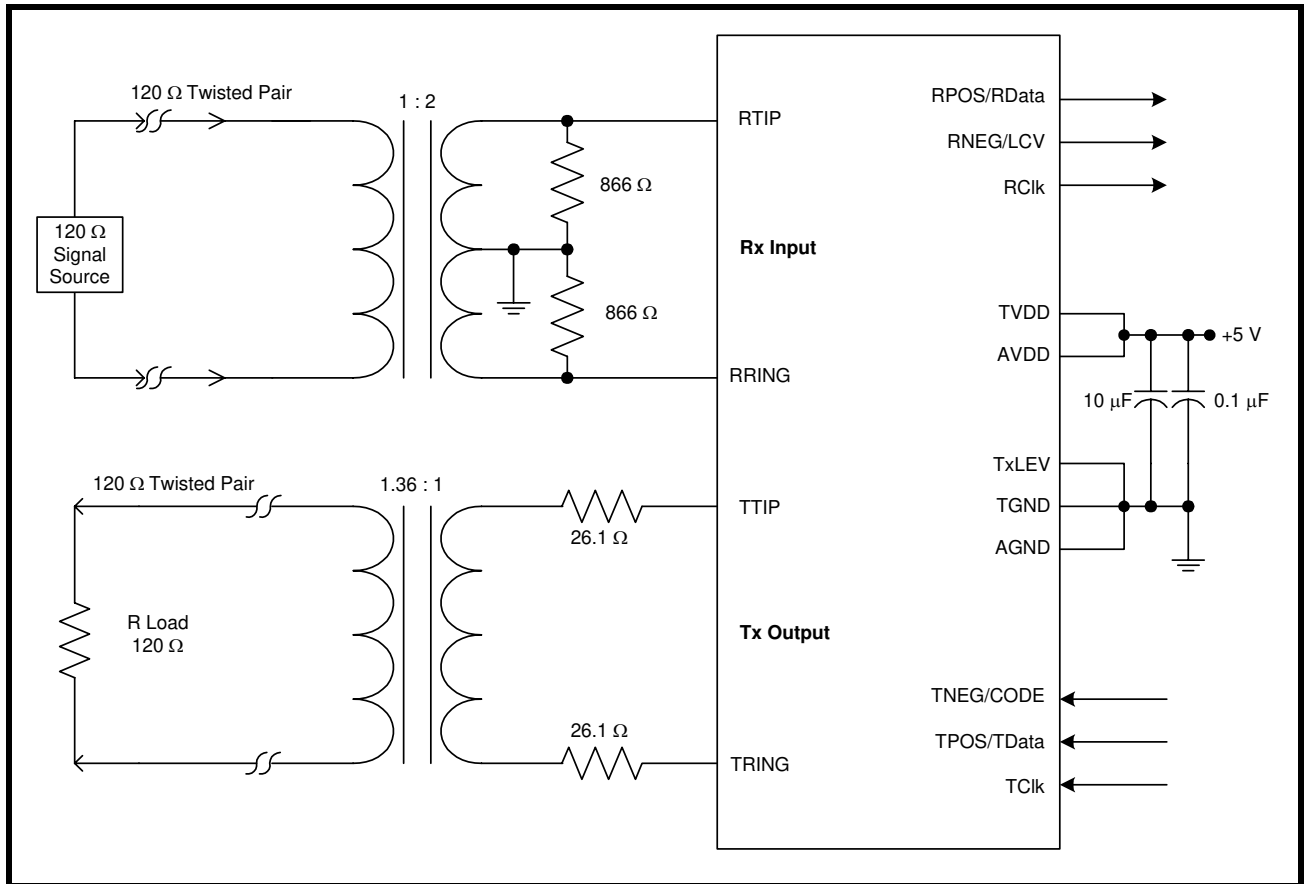 120 Ω Twisted Pair
1 : 2
120 Ω
Signal
Source
866 Ω
866 Ω
RTIP
Rx Input
RRING
RPOS/RData
RNEG/LCV
RClk
TVDD
AVDD
+5 V
10 µF
0.1 µF
TxLEV
TGND
AGND
120 Ω Twisted Pair
1.36 : 1
R Load
120 Ω
26.1 Ω
26.1 Ω
TTIP
Tx Output
TRING
TNEG/CODE
TPOS/TData
TClk